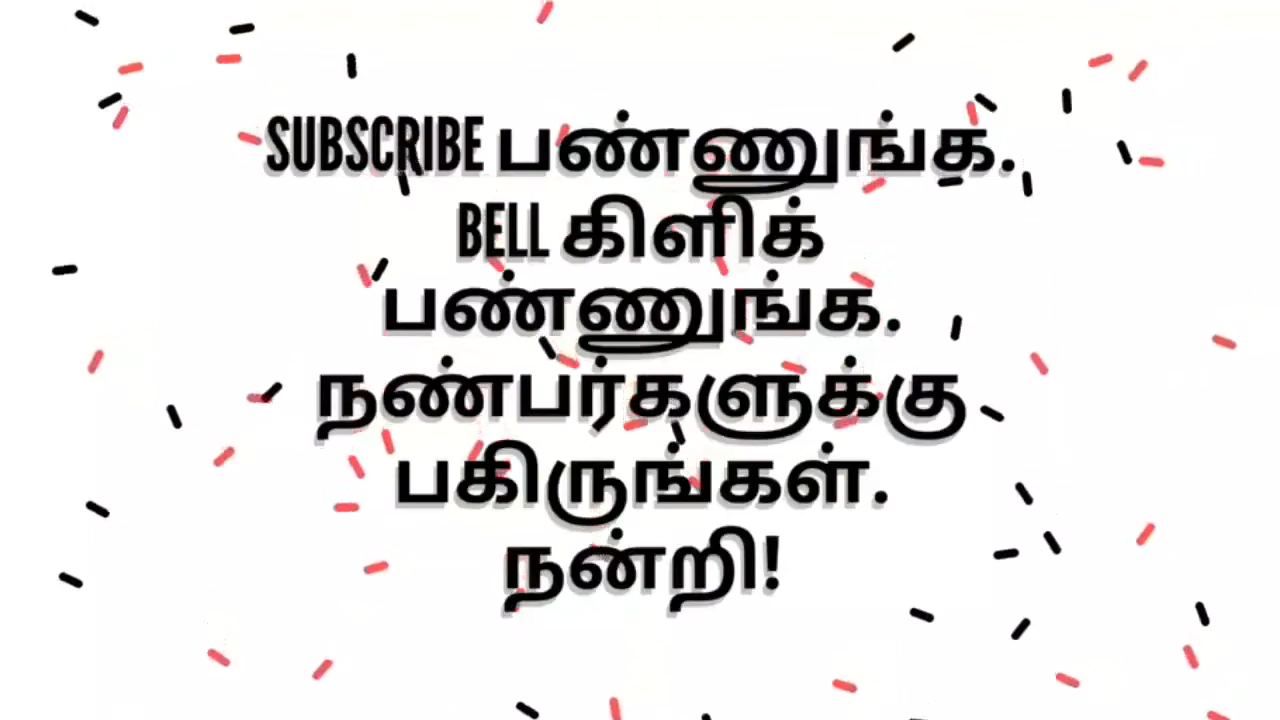 SUBSCRIBE பண்ணுங்க.
BELL கிளிக்
பண்ணுங்க.
நண்பர்களுக்கு
பகிருங்கள்.
நன்றி!